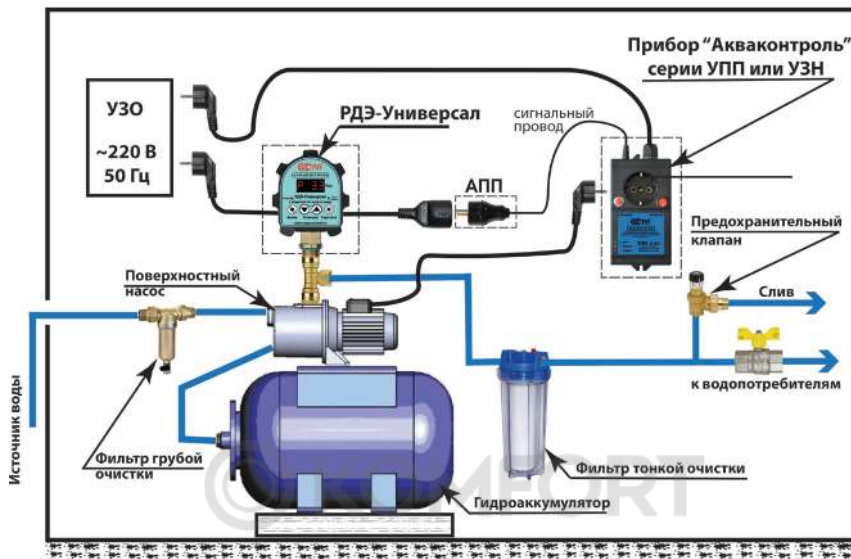 Прибор “Акваконтроль”
серии УПП или УЗН
УЗО
~220 В
50 Гц
РДЭ-Универсал
сигнальный
провод
АПП
Предохранительный
клапан
Поверхностный
насос
Слив
к водопотребителям
Источник воды
Фильтр грубой
очистки
Фильтр тонкой очистки
Гидроаккумулятор
KOMFORT